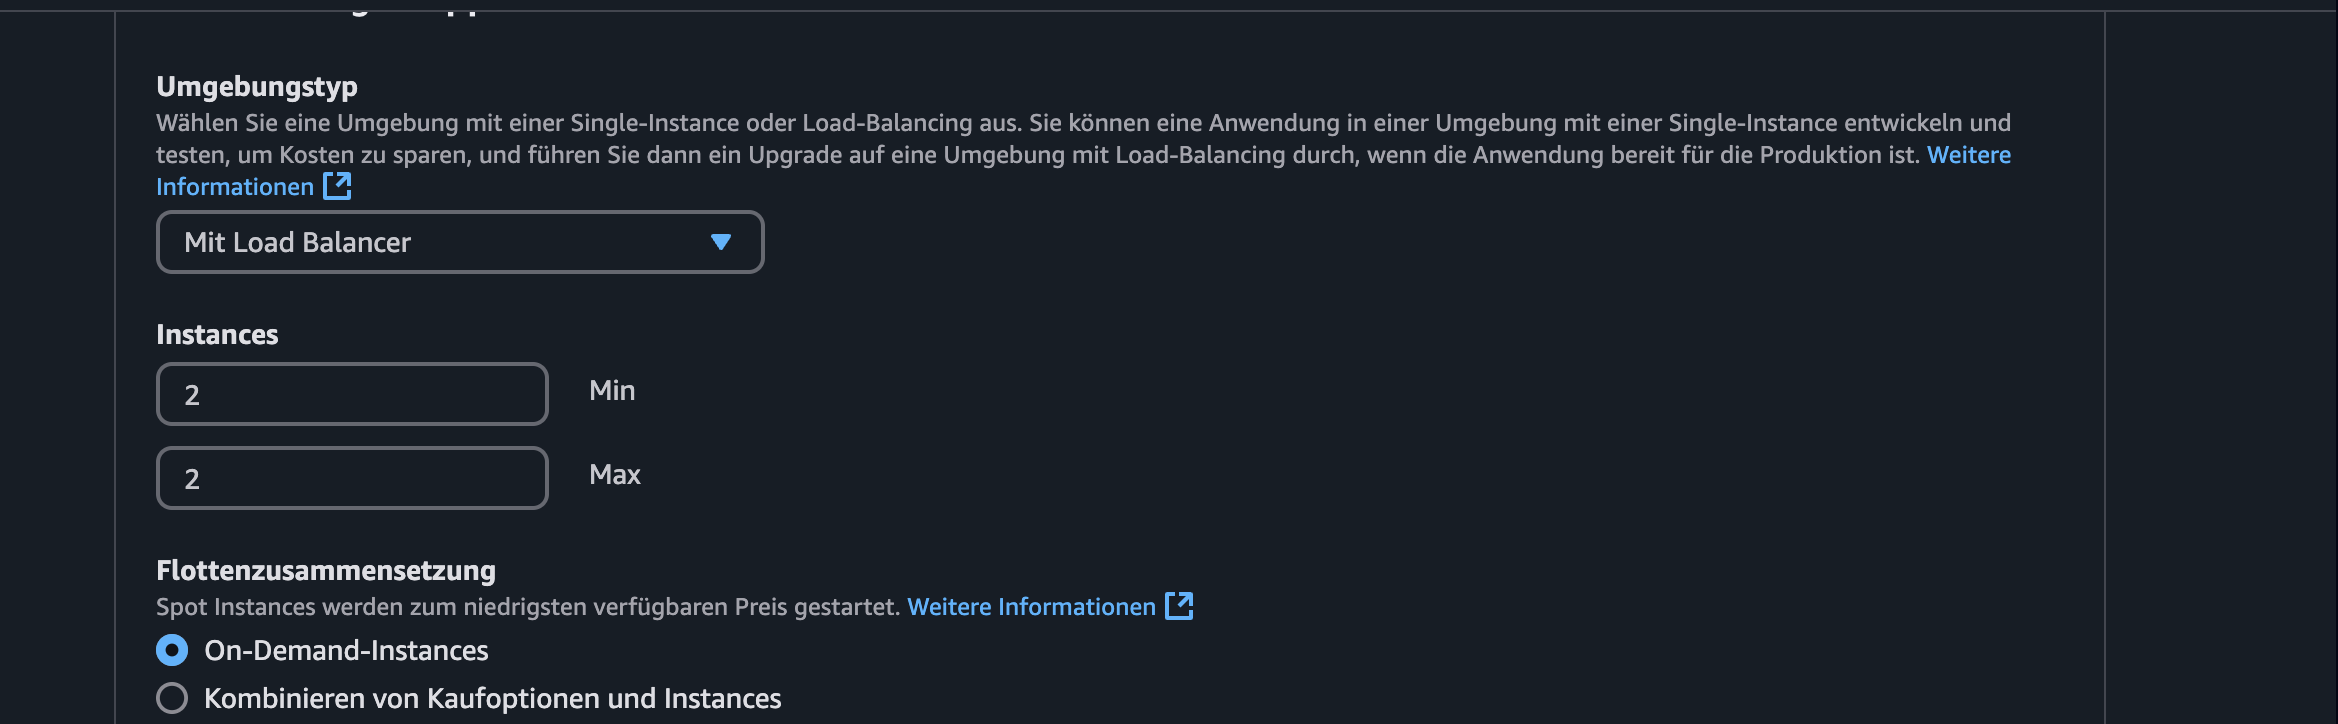 Umgebungstyp
Wählen Sie eine Umgebung mit einer Single-Instance oder Load-Balancing aus. Sie können eine Anwendung in einer Umgebung mit einer Single-Instance entwickeln und
testen, um Kosten zu sparen, und führen Sie dann ein Upgrade auf eine Umgebung mit Load-Balancing durch, wenn die Anwendung bereit für die Produktion ist. Weitere
Informationen
Mit Load Balancer
Instances
2 Min
2 Max
Flottenzusammensetzung
Spot Instances werden zum niedrigsten verfügbaren Preis gestartet. Weitere Informationen
On-Demand-Instances
Kombinieren von Kaufoptionen und Instances